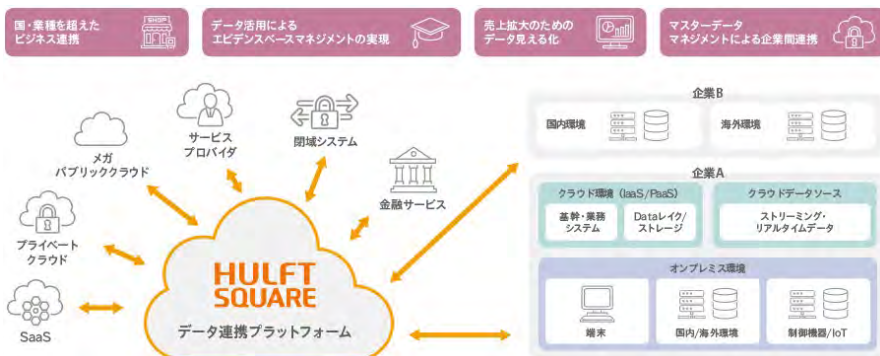 国・業種を超えた
ビジネス連携
SHOP
データ活用による
エビデンスベースマネジメントの実現
売上拡大のための
データ見える化
マスターデータ
マネジメントによる企業間連携
サービス
プロバイダ
閉域システム
メガ
パブリッククラウド
金融サービス
プライベート
クラウド
SaaS
HULFT
SQUARE
データ連携プラットフォーム
企業B
国内環境
海外環境
企業A
クラウド環境（IaaS/PaaS）
基幹・業務
システム
Dataレイク/
ストレージ
クラウドデータソース
ストリーミング・
リアルタイムデータ
オンプレミス環境
端末
国内/海外環境
制御機器/IoT